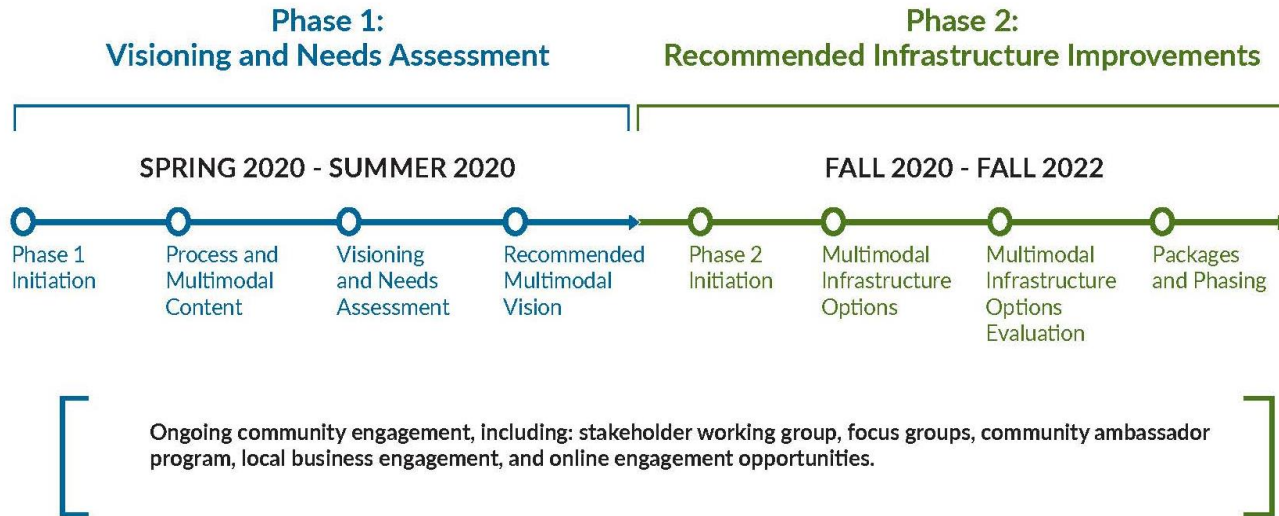 Phase 1:
Visioning and Needs Assessment
Phase 2:
Recommended Infrastructure Improvements
SPRING 2020 - SUMMER 2020
FALL 2020 - FALL 2022
Phase 1
Initiation
Process and
Multimodal
Content
Visioning
and Needs
Assessment
Recommended
Multimodal
Vision
Phase 2
Initiation
Multimodal
Infrastructure
Options
Multimodal
Infrastructure
Options
Evaluation
Packages
and Phasing
Ongoing community engagement, including: stakeholder working group, focus groups, community ambassador
program, local business engagement, and online engagement opportunities.